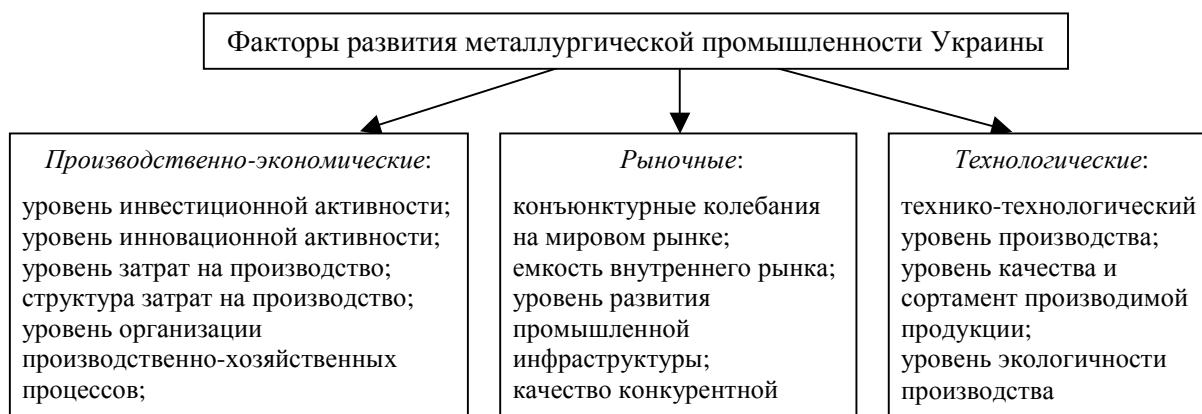 Факторы развития металлургической промышленности Украины
Производственно-экономические:
уровень инвестиционной активности;
уровень инновационной активности;
уровень затрат на производство;
структура затрат на производство;
уровень организации
производственно-хозяйственных
процессов;
Рыночные:
конъюнктурные колебания
на мировом рынке;
емкость внутреннего рынка;
уровень развития
промышленной
инфраструктуры;
качество конкурентной
Технологические:
технико-технологический
уровень производства;
уровень качества и
сортамент производимой
продукции;
уровень экологичности
производства